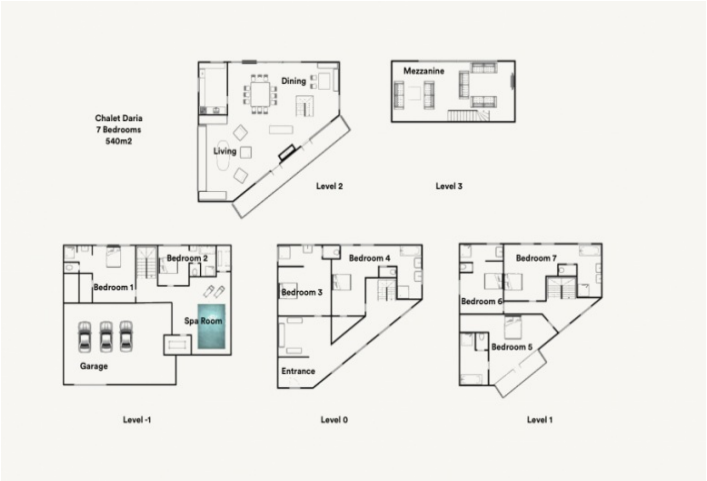 Chalet Daria
7 Bedrooms
540m2
Dining
Living
Level 2
Mezzanine
Level 3
Bedroom 1
Bedroom 2
Spa Room
Garage
Level -1
Bedroom 3
Bedroom 4
Entrance
Level 0
Bedroom 6
Bedroom 7
Bedroom 5
Level 1